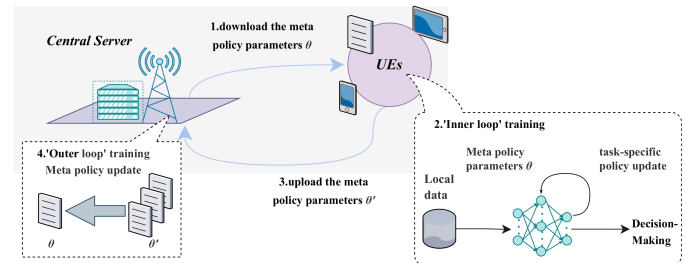 1.download the meta
policy parameters θ
Central Server
UEs
2.'Inner loop' training
4.'Outer loop' training
Meta policy update
θ
θ'
3.upload the meta
policy parameters θ'
Meta policy
parameters θ
task-specific
policy update
Local
data
Decision-
Making